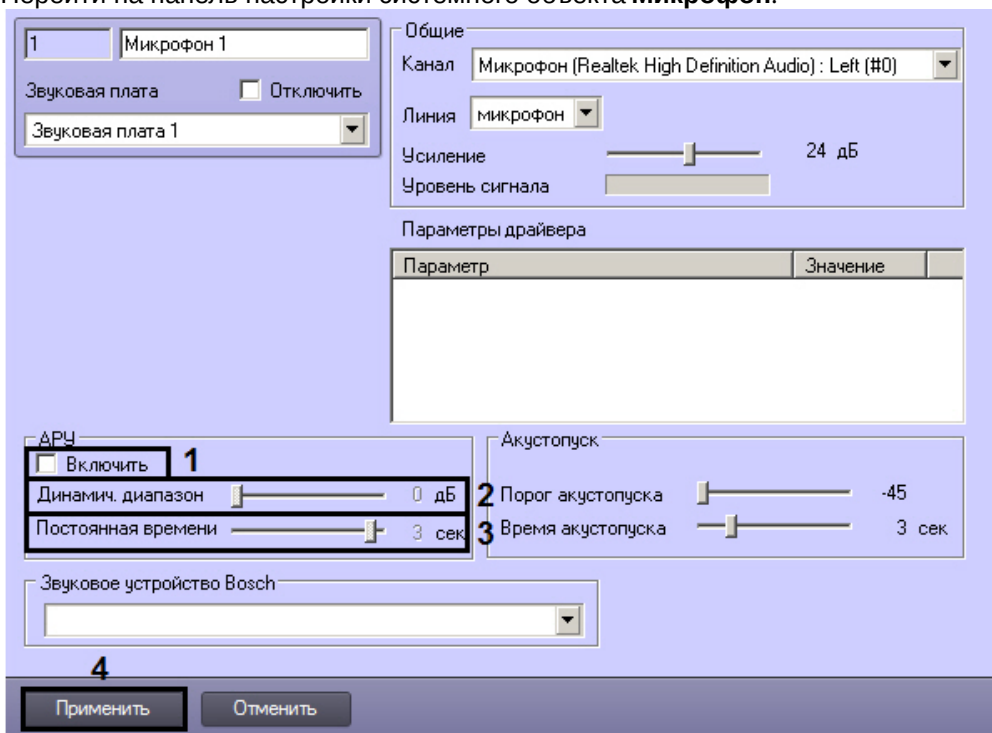 Перейти на панель настройки системного объекта Микрофон.
1 Микрофон 1
Звуковая плата Отключить
Звуковая плата 1
Общие
Канал Микрофон (Realtek High Definition Audio) : Left (#0)
Линия микрофон
Усиление 24 дБ
Уровень сигнала
Параметры драйвера
Параметр Значение
АРУ
Включить 1
Динамич. диапазон 0 дБ 2
Постоянная времени 3 сек 3
Акустопуск
Порог акустопуска -45
Время акустопуска 3 сек
Звуковое устройство Bosch
4
Применить Отменить